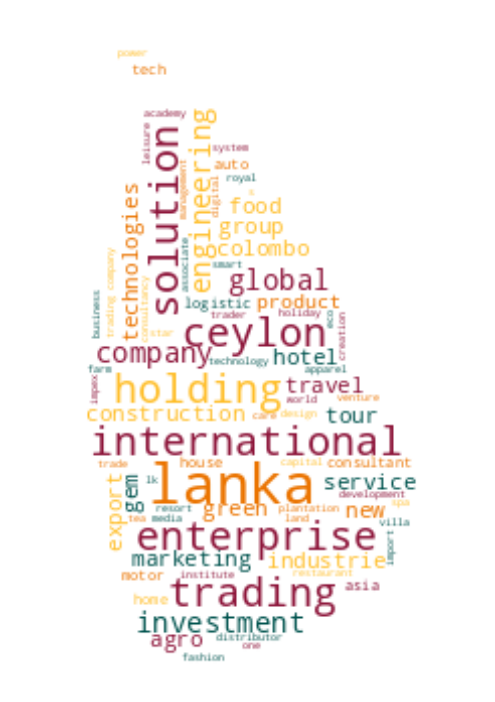 power
tech
academy
leisure
solution
engineering
system
auto
royal
management
digital
s
food
group
colombo
technologies
associate
smart
global
trading company
consultancy
business
logistic
product
trader
holiday
eco
creation
star
ceylon
company
technology
hotel
farm
apparel
impex
holding
travel
world
venture
construction
care
design
tour
international
trade
house
capital
consultant
lanka
lk
gem
service
development
export
resort
green
plantation
new
spa
tea
media
land
villa
enterprise
import
marketing
industrie
motor
institute
restaurant
trading
asia
home
investment
agro
distributor
one
fashion